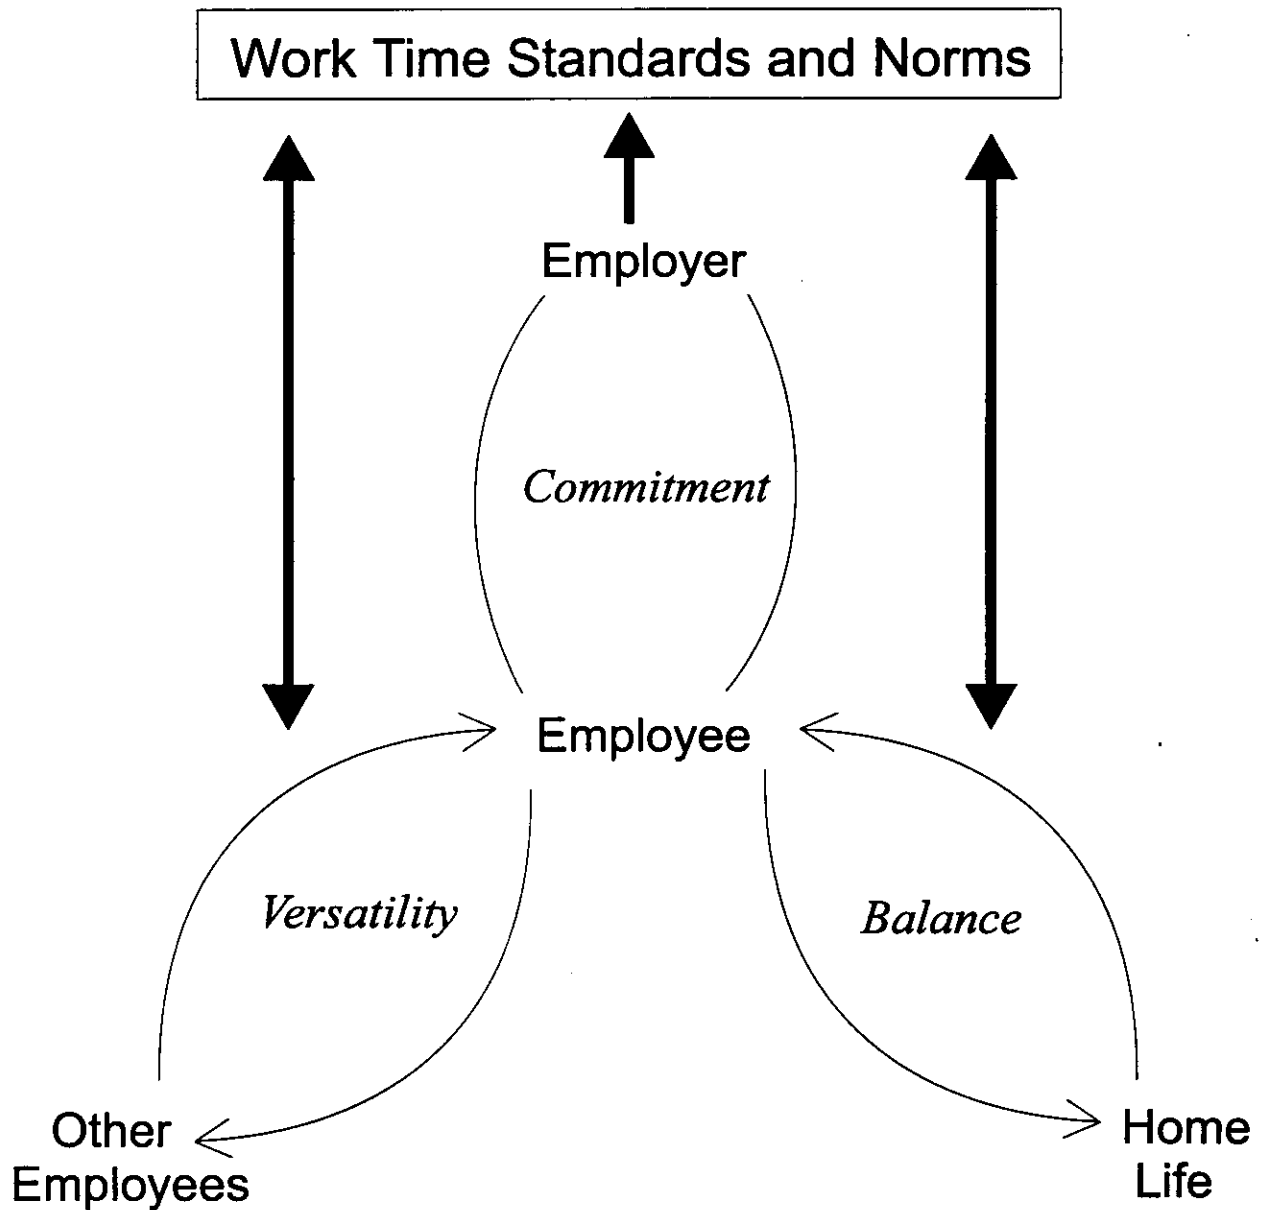 Work Time Standards and Norms
Employer
Commitment
Employee
Versatility
Balance
Other
Employees
Home
Life